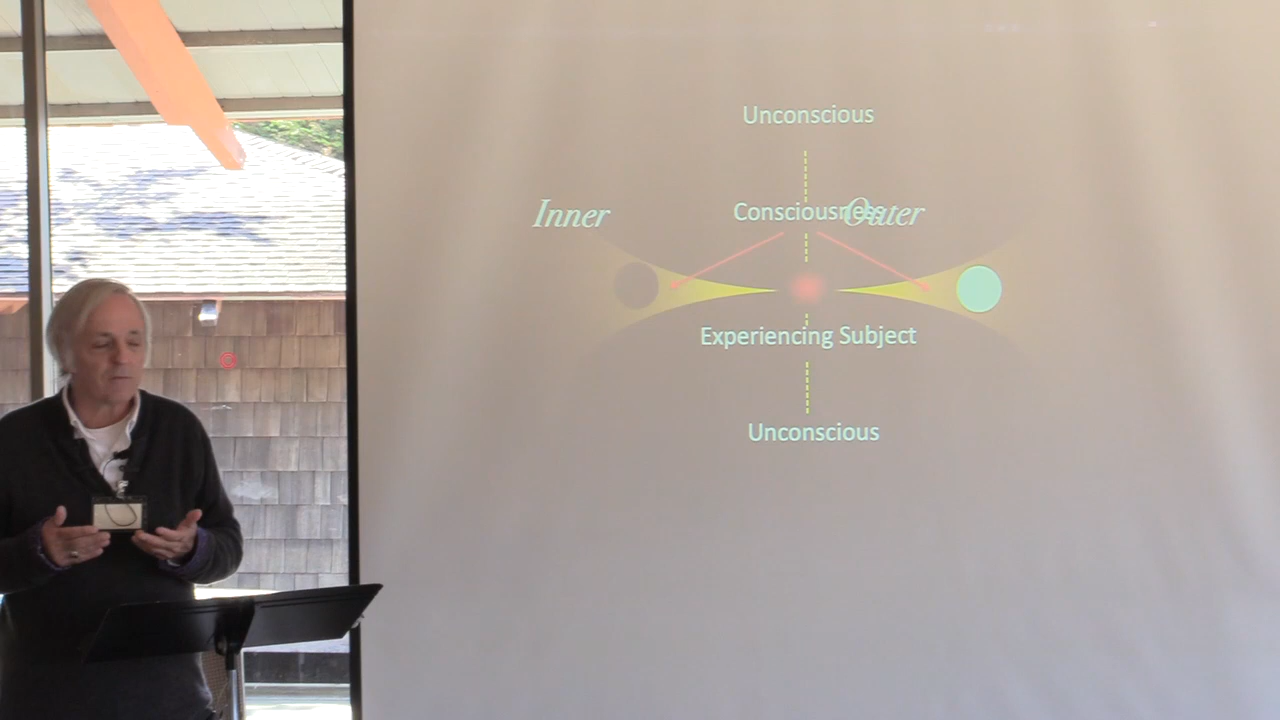 Unconscious
Inner
Consciousness
Outer
Experiencing Subject
Unconscious